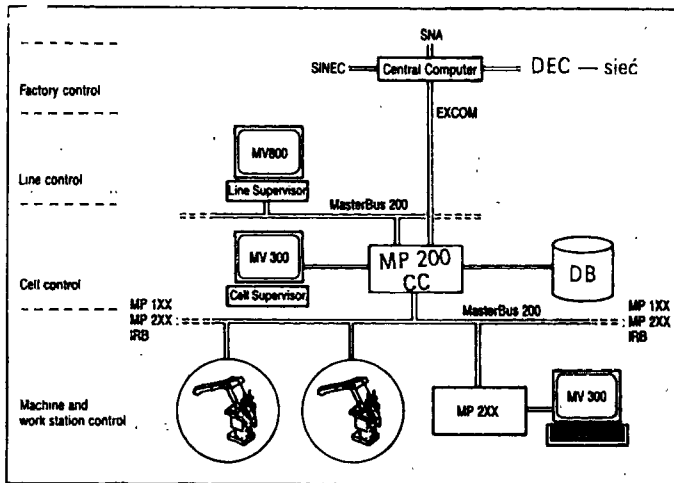 SNA
SINEC Central Computer DEC — sieć
Factory control
EXCOM
MV800
Line control
Line Supervisor
MasterBus 200
MV 300
MP 200
CC
DB
Cell control
Cell Supervisor
MP 1XX
MP 2XX
IRB
MasterBus 200
MP 1XX
MP 2XX
IRB
Machine and
work station control
MP 2XX
MV 300